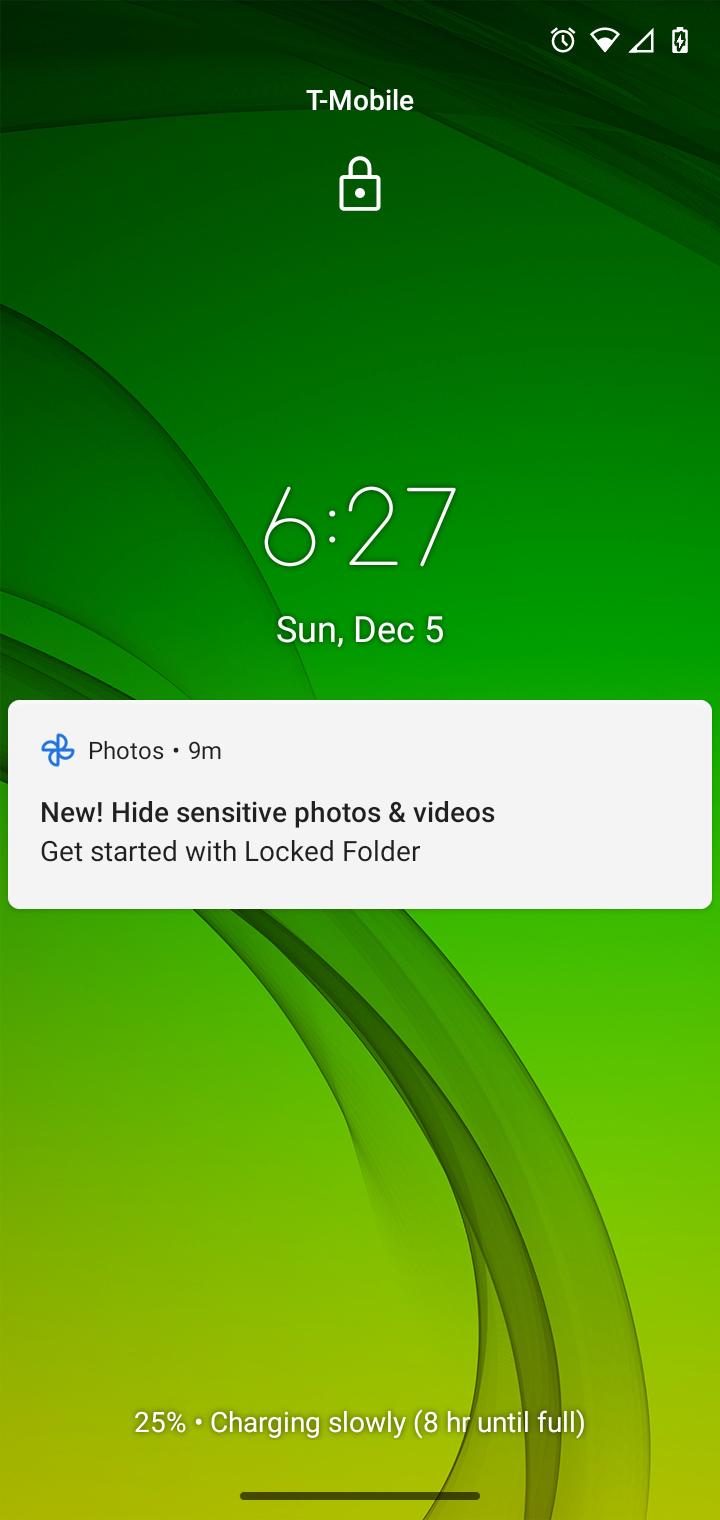 T-Mobile
6:27
Sun, Dec 5
Photos • 9m
New! Hide sensitive photos & videos
Get started with Locked Folder
25% • Charging slowly (8 hr until full)